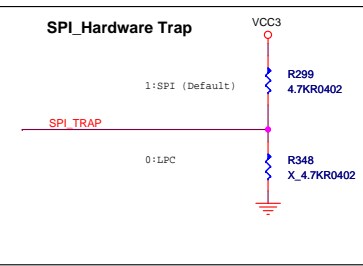 SPI_Hardware Trap
VCC3
R299
4.7KR0402
1:SPI (Default)
SPI_TRAP
0:LPC
R348
X_4.7KR0402